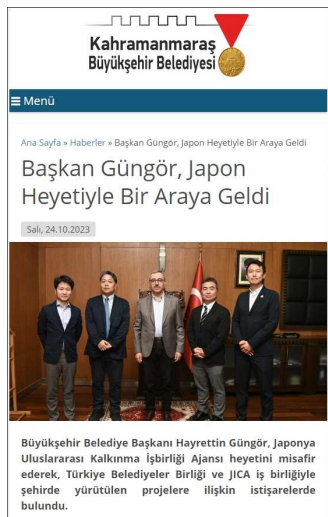 Kahramanmaraş
Büyükşehir Belediyesi
Menü
Ana Sayfa » Haberler » Başkan Güngör, Japon Heyetiyle Bir Araya Geldi
Başkan Güngör, Japon
Heyetiyle Bir Araya Geldi
Salı, 24.10.2023
Büyükşehir Belediye Başkanı Hayrettin Güngör, Japonya
Uluslararası Kalkınma İşbirliği Ajansı heyetini misafir
ederek, Türkiye Belediyeler Birliği ve JICA iş birliğiyle
şehirde yürütülen projelere ilişkin istişarelerde
bulundu.